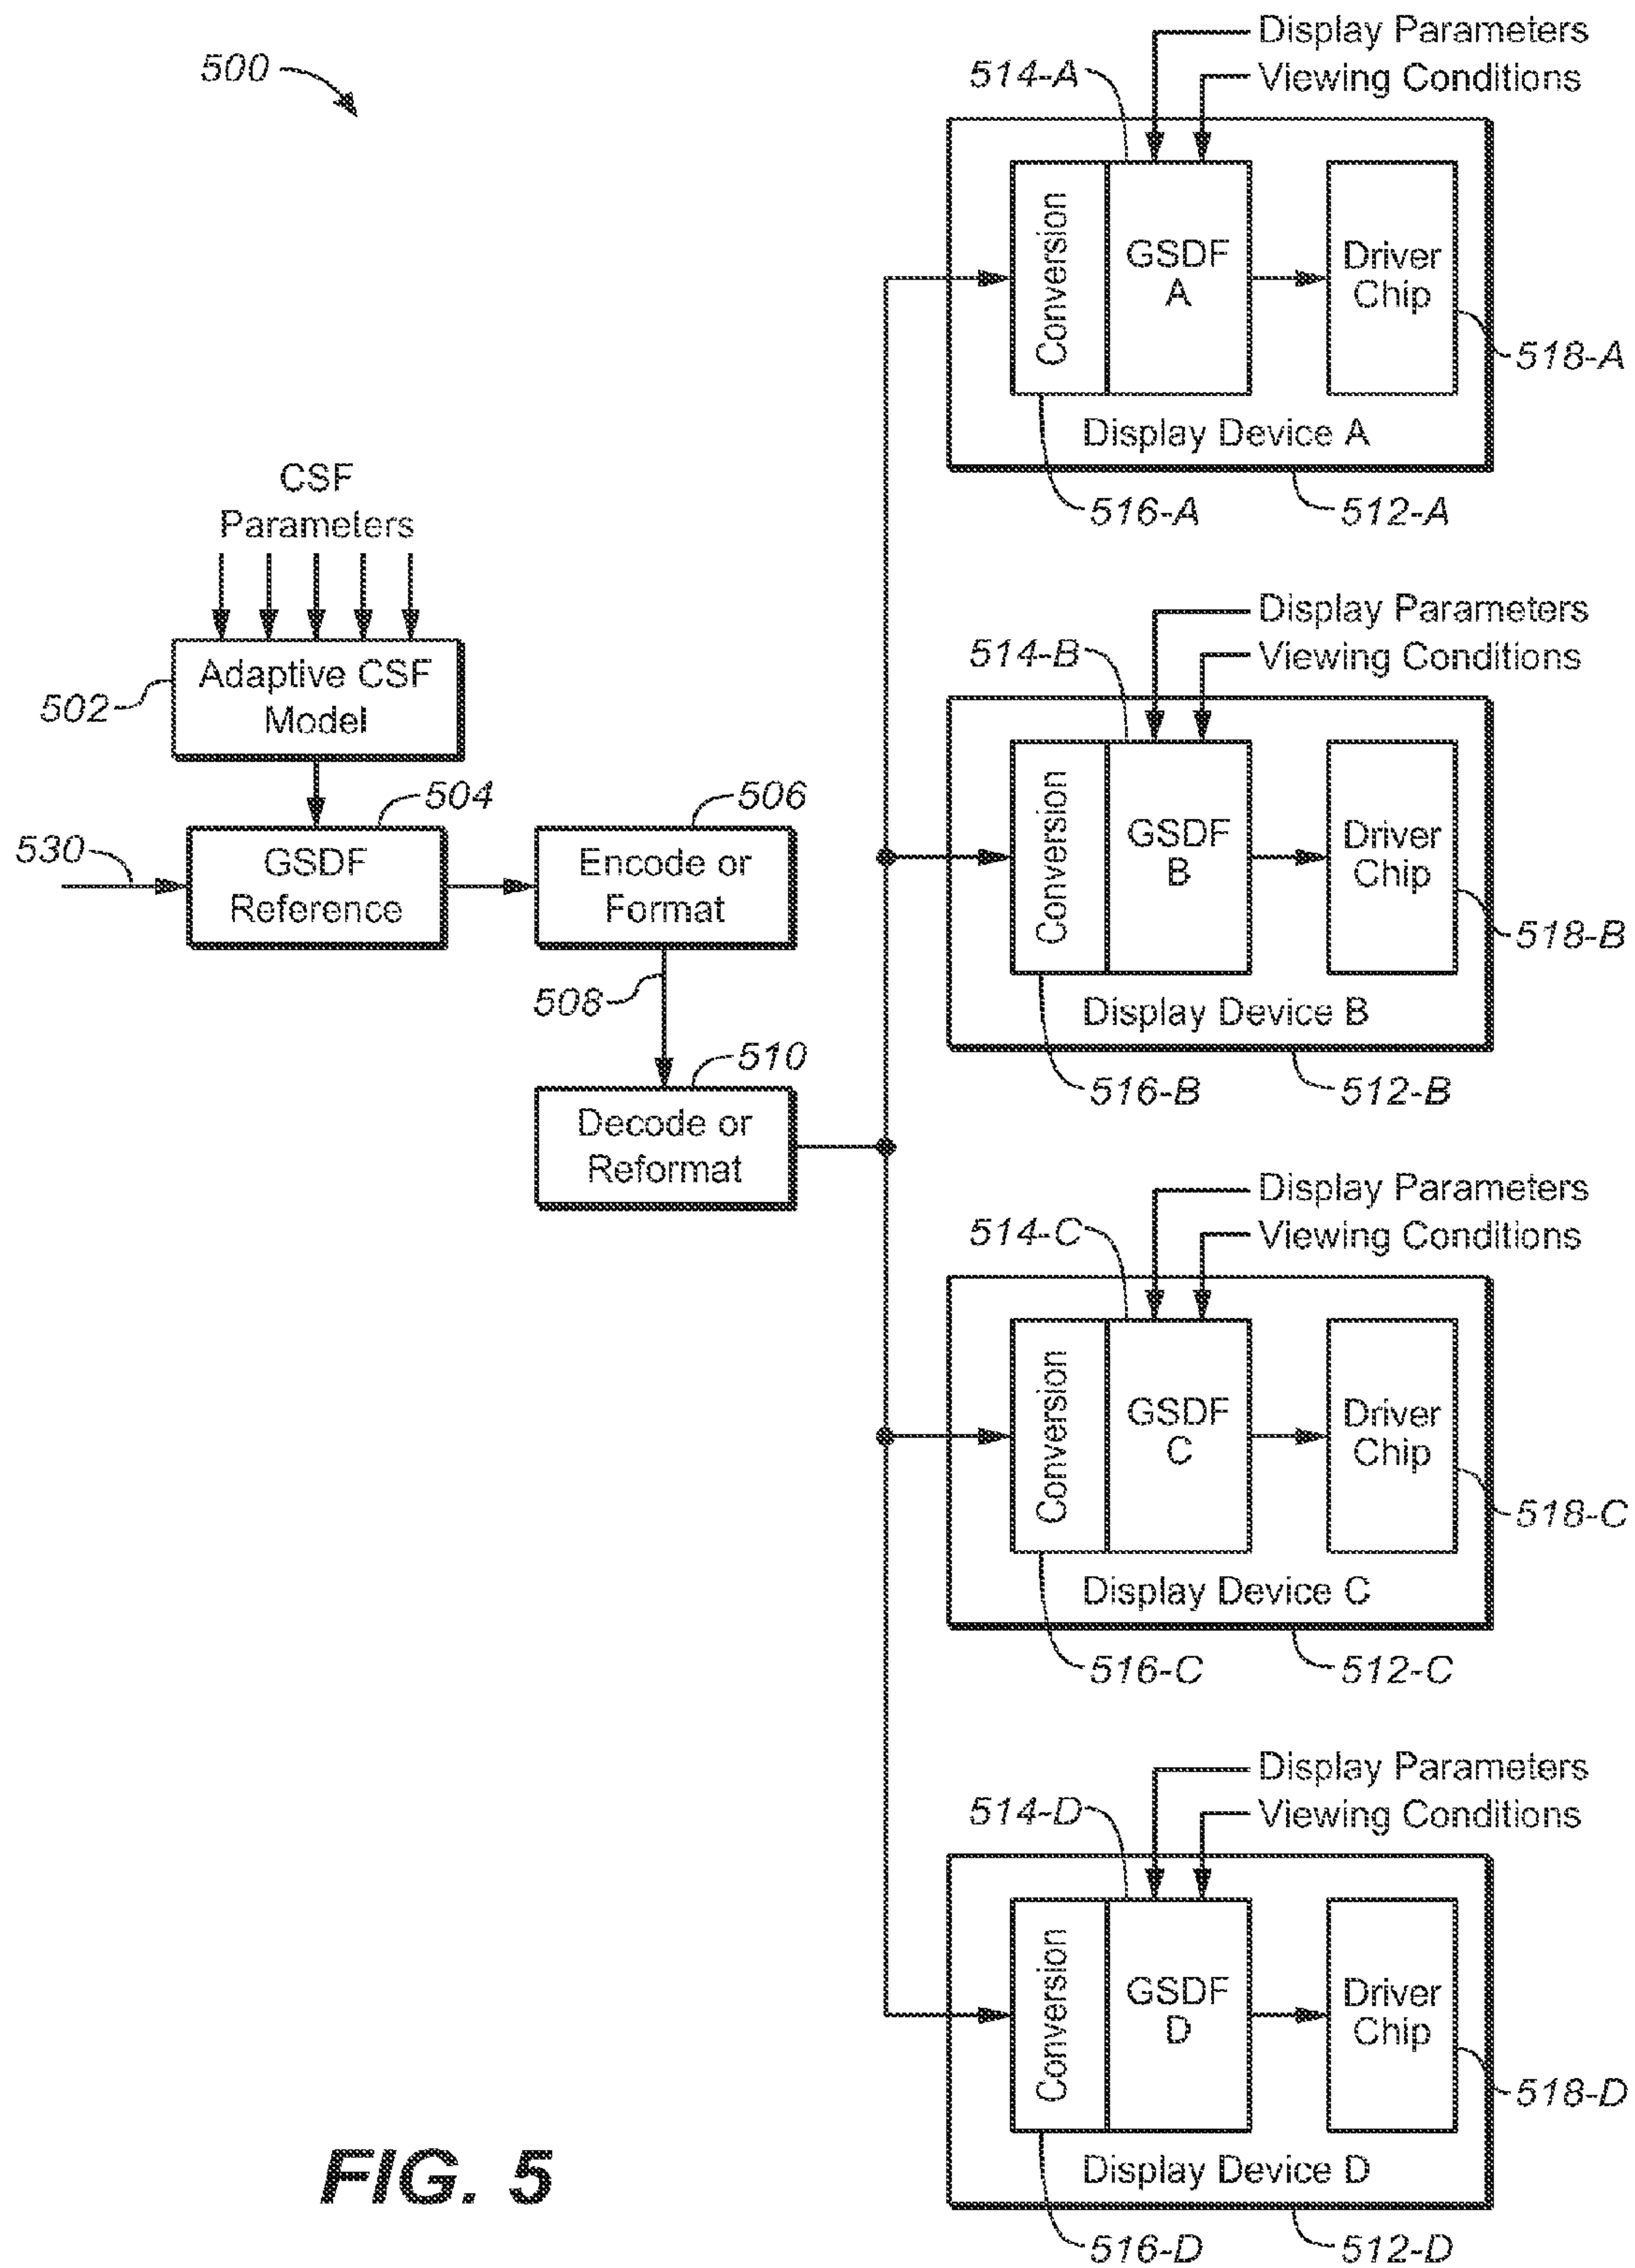 500
CSF
Parameters
Adaptive CSF
Model
502
504
530
GSDF
Reference
506
Encode or
Format
508
510
Decode or
Reformat
Display Parameters
Viewing Conditions
514-A
Conversion
GSDF
A
Driver
Chip
518-A
Display Device A
516-A
512-A
Display Parameters
Viewing Conditions
514-B
Conversion
GSDF
B
Driver
Chip
518-B
Display Device B
516-B
512-B
Display Parameters
Viewing Conditions
514-C
Conversion
GSDF
C
Driver
Chip
518-C
Display Device C
516-C
512-C
Display Parameters
Viewing Conditions
514-D
Conversion
GSDF
D
Driver
Chip
518-D
Display Device D
516-D
512-D
FIG. 5